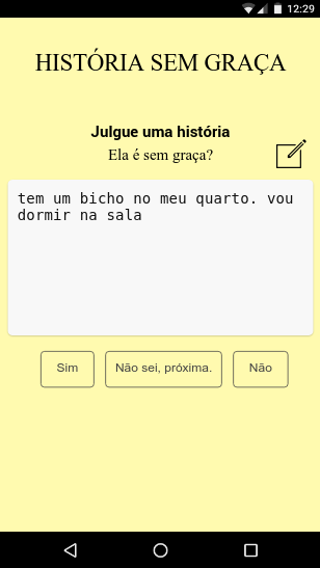 12:29
HISTÓRIA SEM GRAÇA
Julgue uma história
Ela é sem graça?
tem um bicho no meu quarto. vou
dormir na sala
Sim
Não sei, próxima.
Não